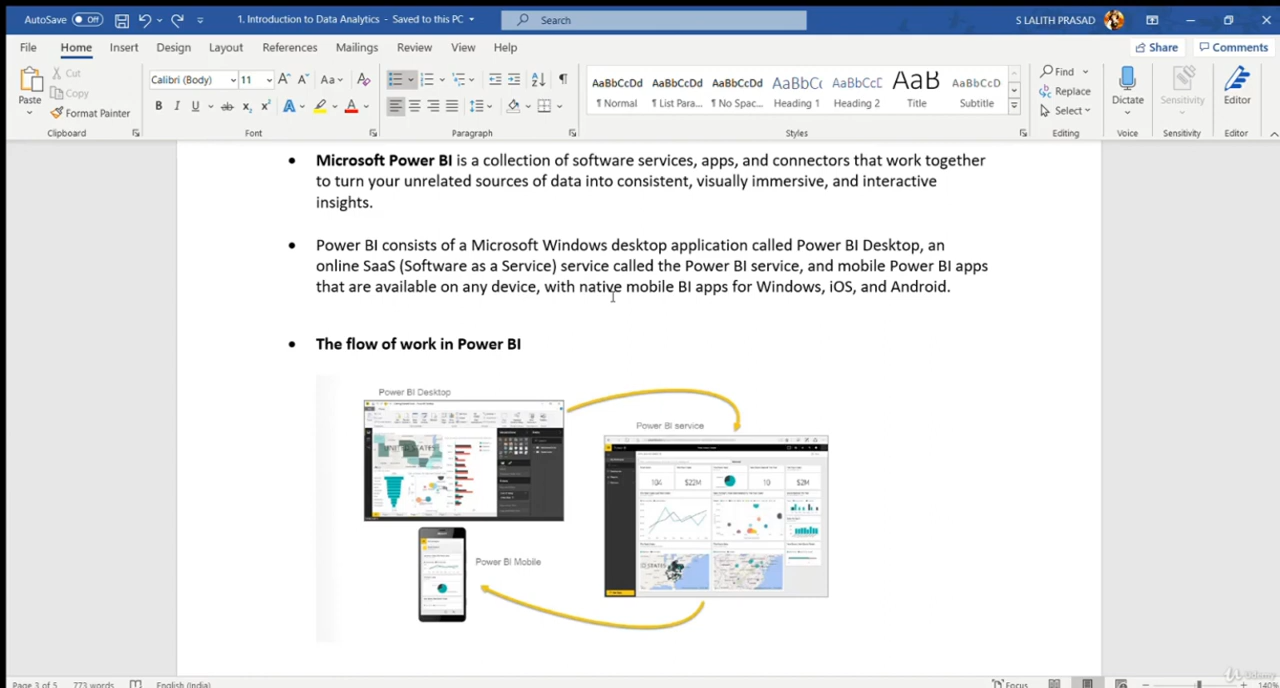 AutoSave Off 1. Introduction to Data Analytics - Saved to this PC Search S LALITH PRASAD
File Home Insert Design Layout References Mailings Review View Help Share Comments
Cut
Copy
Paste
Format Painter
Calibri (Body) 11
AaBbCcDd AaBbCcDd AaBbCcDd AaBbCc AaBbCcC AaB AaBbCcD
¶ Normal ¶ List Para... ¶ No Spac... Heading 1 Heading 2 Title Subtitle
Find
Replace
Select
Dictate Sensitivity Editor
Clipboard Font Paragraph Styles Editing Voice Sensitivity Editor
• Microsoft Power BI is a collection of software services, apps, and connectors that work together
to turn your unrelated sources of data into consistent, visually immersive, and interactive
insights.
• Power BI consists of a Microsoft Windows desktop application called Power BI Desktop, an
online SaaS (Software as a Service) service called the Power BI service, and mobile Power BI apps
that are available on any device, with native mobile BI apps for Windows, iOS, and Android.
• The flow of work in Power BI
Power BI Desktop
Power BI service
104 $22M 10 $2M
Power BI Mobile
Page 3 of 5 773 words English (India) Focus 140%
Udemy